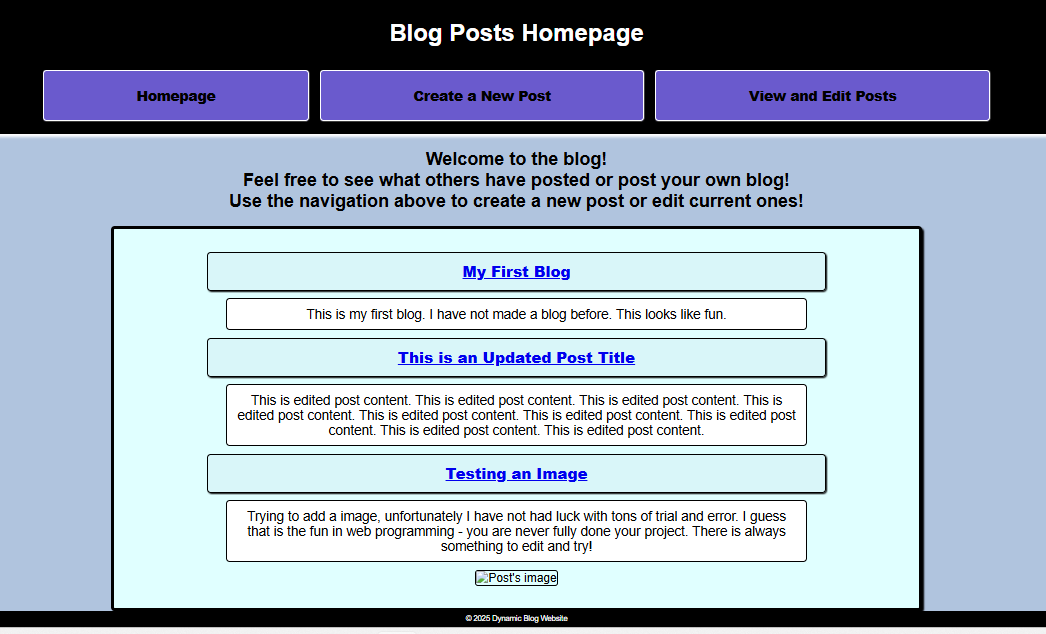 Blog Posts Homepage
Homepage
Create a New Post
View and Edit Posts
Welcome to the blog!
Feel free to see what others have posted or post your own blog!
Use the navigation above to create a new post or edit current ones!
My First Blog
This is my first blog. I have not made a blog before. This looks like fun.
This is an Updated Post Title
This is edited post content. This is edited post content. This is edited post content. This is
edited post content. This is edited post content. This is edited post content. This is edited post
content. This is edited post content. This is edited post content.
Testing an Image
Trying to add a image, unfortunately I have not had luck with tons of trial and error. I guess
that is the fun in web programming - you are never fully done your project. There is always
something to edit and try!
Post's image
© 2025 Dynamic Blog Website